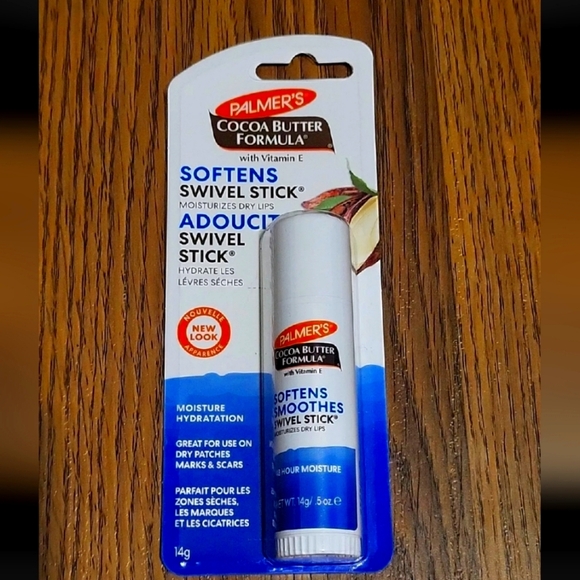 PALMER'S
COCOA BUTTER
FORMULA®
with Vitamin E
SOFTENS
SWIVEL STICK®
MOISTURIZES DRY LIPS
ADOUCIT
SWIVEL
STICK®
HYDRATE LES
LÈVRES SÈCHES
NOUVELLE
NEW
LOOK
APPARENCE
MOISTURE
HYDRATATION
GREAT FOR USE ON
DRY PATCHES
MARKS & SCARS
PARFAIT POUR LES
ZONES SÈCHES,
LES MARQUES
ET LES CICATRICES
14g
PALMER'S
COCOA BUTTER
FORMULA®
with Vitamin E
SOFTENS
SMOOTHES
SWIVEL STICK®
MOISTURIZES DRY LIPS
HOUR MOISTURE
WT. 14g/.5oz.℮